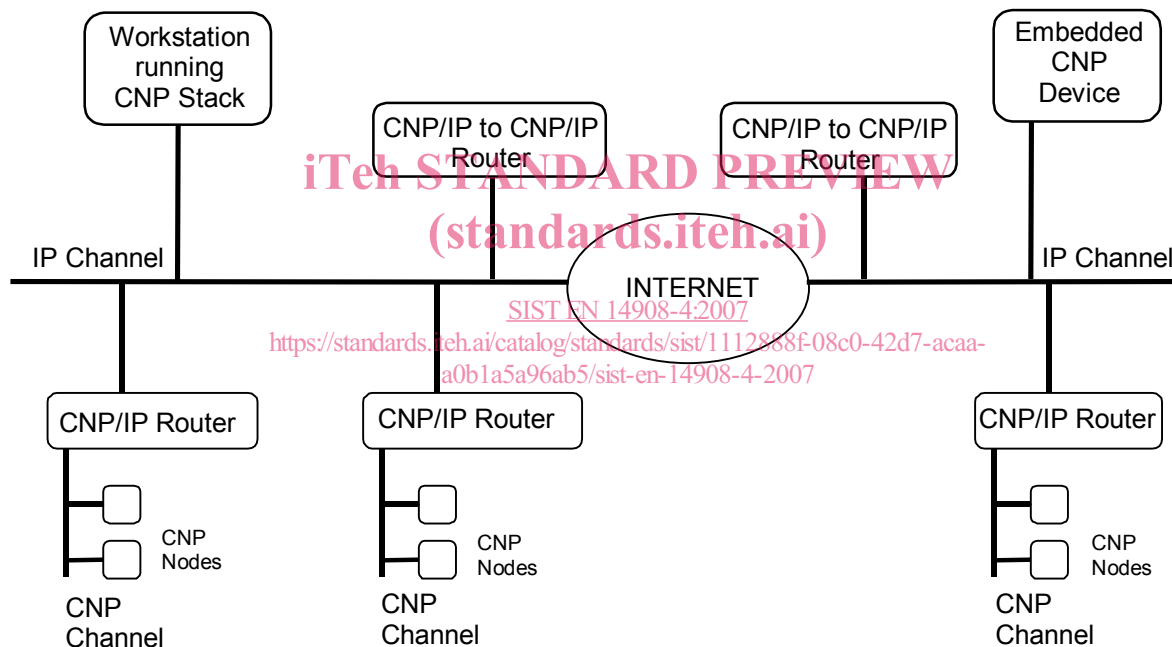 Workstation
running
CNP Stack
Embedded
CNP
Device
CNP/IP to CNP/IP
Router
CNP/IP to CNP/IP
Router
iTeh STANDARD PREVIEW
(standards.iteh.ai)
IP Channel
INTERNET
IP Channel
SIST EN 14908-4:2007
https://standards.iteh.ai/catalog/standards/sist/1112888f-08c0-42d7-acaa-
a0b1a5a96ab5/sist-en-14908-4-2007
CNP/IP Router
CNP/IP Router
CNP/IP Router
CNP
Nodes
CNP
Nodes
CNP
Nodes
CNP
Channel
CNP
Channel
CNP
Channel